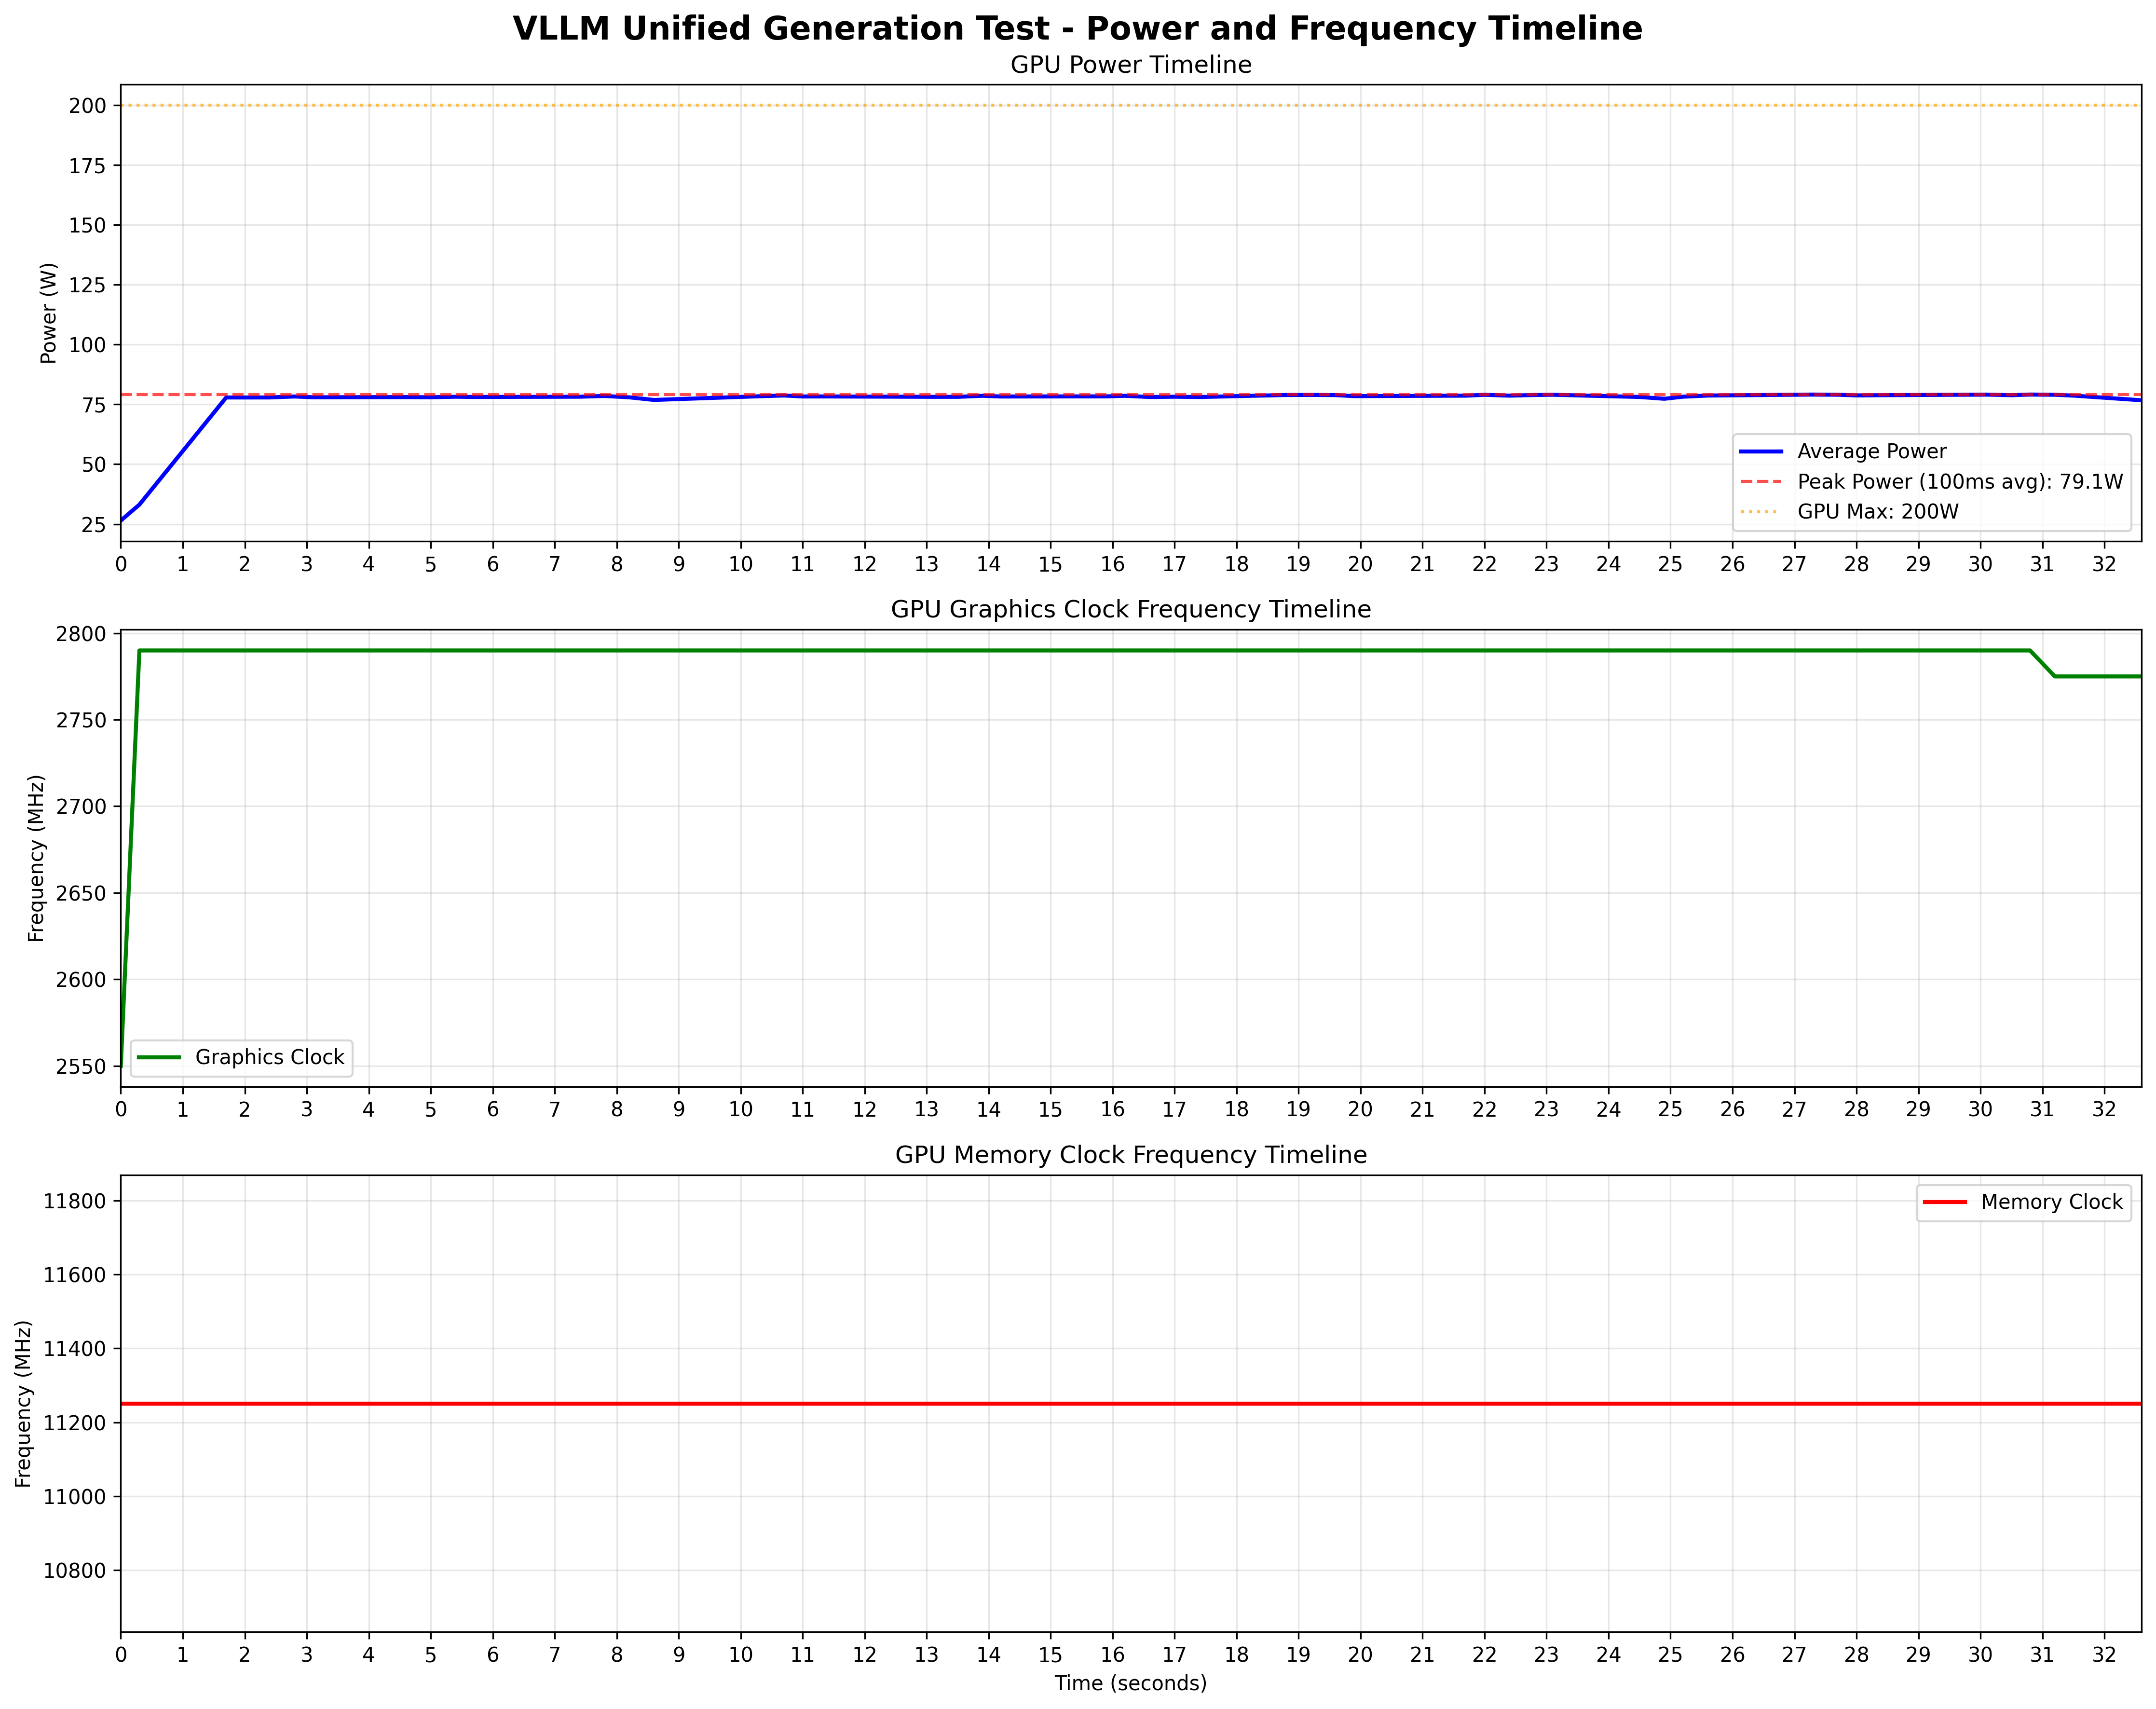 VLLM Unified Generation Test - Power and Frequency Timeline
GPU Power Timeline
200
175
150
125
100
75
50
25
Power (W)
Average Power
Peak Power (100ms avg): 79.1W
GPU Max: 200W
0 1 2 3 4 5 6 7 8 9 10 11 12 13 14 15 16 17 18 19 20 21 22 23 24 25 26 27 28 29 30 31 32
GPU Graphics Clock Frequency Timeline
2800
2750
2700
2650
2600
2550
Frequency (MHz)
Graphics Clock
0 1 2 3 4 5 6 7 8 9 10 11 12 13 14 15 16 17 18 19 20 21 22 23 24 25 26 27 28 29 30 31 32
GPU Memory Clock Frequency Timeline
11800
11600
11400
11200
11000
10800
Frequency (MHz)
Memory Clock
0 1 2 3 4 5 6 7 8 9 10 11 12 13 14 15 16 17 18 19 20 21 22 23 24 25 26 27 28 29 30 31 32
Time (seconds)